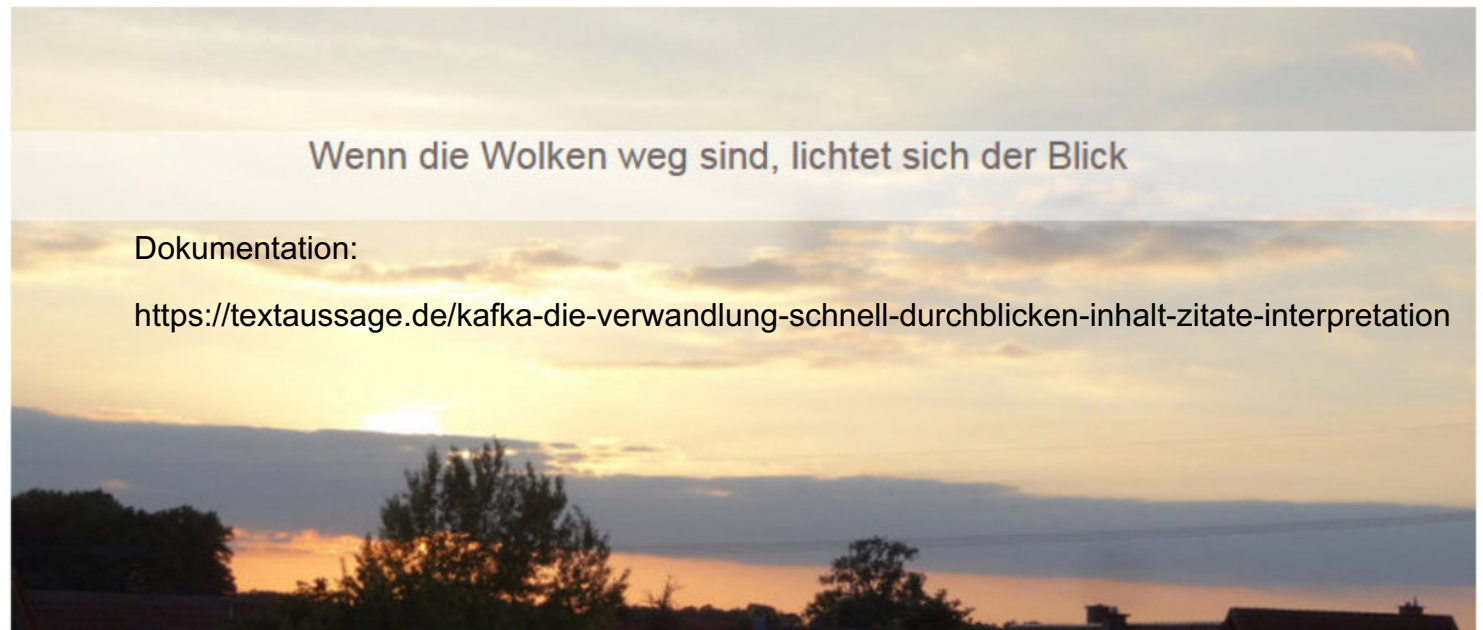 Wenn die Wolken weg sind, lichtet sich der Blick
Dokumentation:
https://textaussage.de/kafka-die-verwandlung-schnell-durchblicken-inhalt-zitate-interpretation